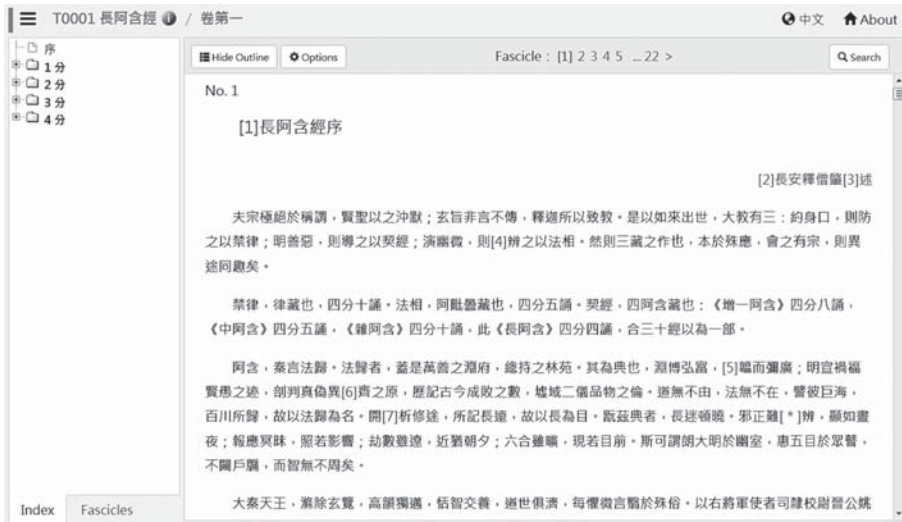 T0001 長阿含經 / 卷第一
中文 About
序
1 分
2 分
3 分
4 分
Index Fascicles
Hide Outline Options Fascicle : [1] 2 3 4 5 ... 22 > Search
No. 1
[1]長阿含經序
[2]長安釋僧肇[3]述
夫宗極絕於稱謂，賢聖以之沖默；玄旨非言不傳，釋迦所以致教。是以如來出世，大教有三：約身口，則防
之以禁律；明善惡，則導之以契經；演幽微，則[4]辨之以法相。然則三藏之作也，本於殊應，會之有宗，則異
途同趣矣。
禁律，律藏也，四分十誦。法相，阿毗曇藏也，四分五誦。契經，四阿含藏也：《增一阿含》四分八誦，
《中阿含》四分五誦，《雜阿含》四分十誦，此《長阿含》四分四誦，合三十經以為一部。
阿含，秦言法歸。法歸者，蓋是萬善之淵府，總持之林苑。其為典也，淵博弘富，[5]韞而彌廣；明宣禍福
賢愚之迹，剖判真偽異[6]齊之原，歷記古今成敗之數，墟域二儀品物之倫。道無不由，法無不在，譬彼巨海，
百川所歸，故以法歸為名。開[7]析修途，所記長遠，故以長為目。翫茲典者，長迷頓曉。邪正難[*]辨，顯如晝
夜；報應冥昧，照若影響；劫數雖遼，近猶朝夕；六合雖曠，現若目前。斯可謂朗大明於幽室，惠五目於眾瞽，
不闚戶牖，而智無不周矣。
大秦天王，滌除玄覽，高韻獨邁，恬智交養，道世俱濟，每懼微言翳於殊俗。以右將軍使者司隸校尉晉公姚